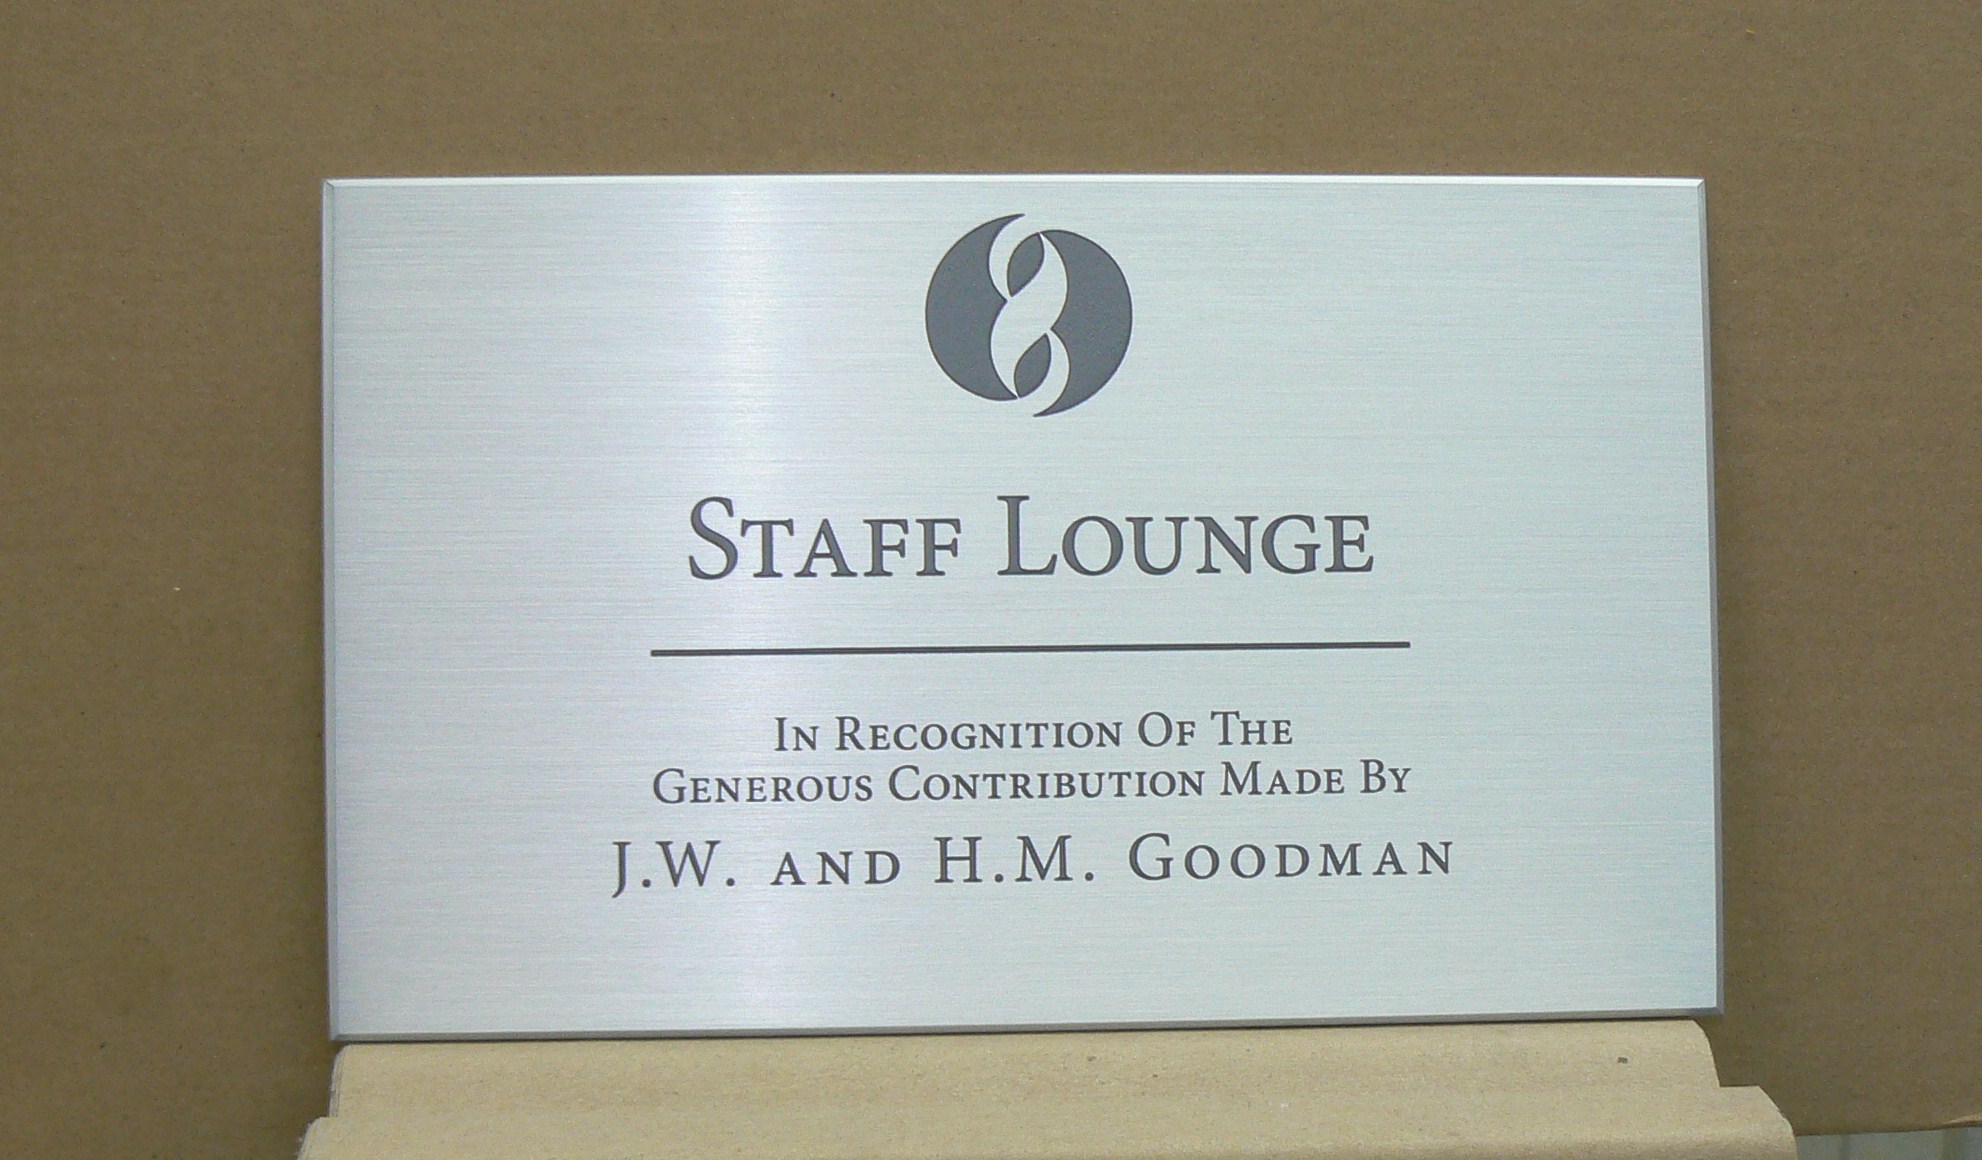 Staff Lounge
In Recognition Of The
Generous Contribution Made By
J.W. and H.M. Goodman